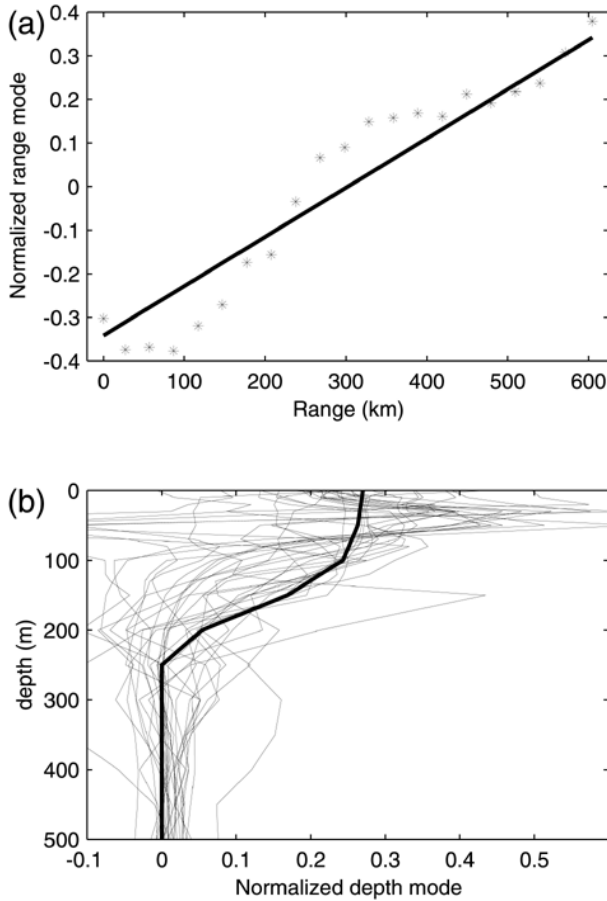 (a)
0.4
0.3
0.2
0.1
0
-0.1
-0.2
-0.3
-0.4
Normalized range mode
0 100 200 300 400 500 600
Range (km)
(b)
0
100
200
300
400
500
depth (m)
-0.1 0 0.1 0.2 0.3 0.4 0.5
Normalized depth mode